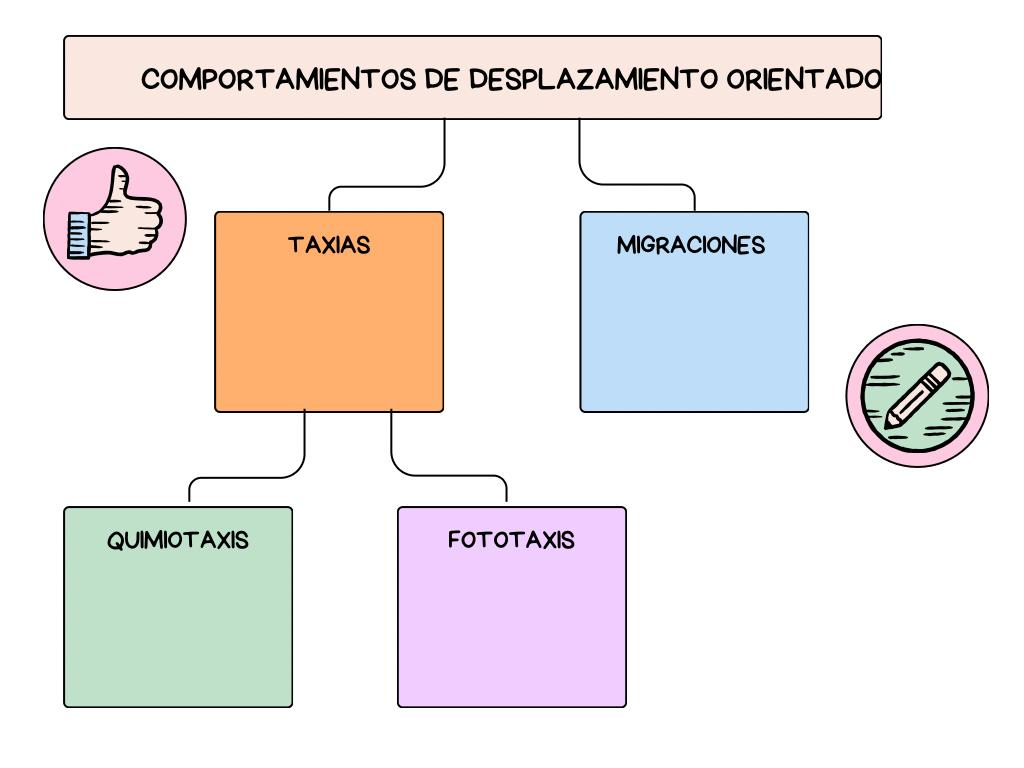 COMPORTAMIENTOS DE DESPLAZAMIENTO ORIENTADO
TAXIAS
MIGRACIONES
QUIMIOTAXIS
FOTOTAXIS